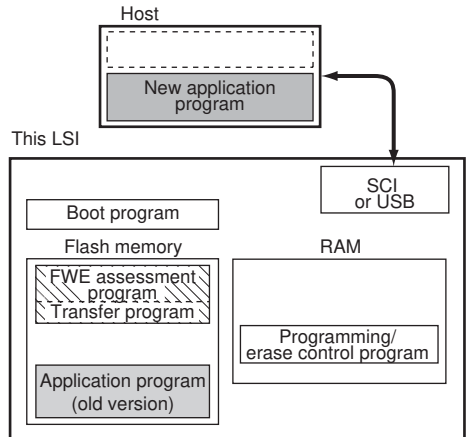 Host
New application
program
This LSI
SCI
or USB
Boot program
Flash memory
RAM
FWE assessment
program
Transfer program
Programming/
erase control program
Application program
(old version)